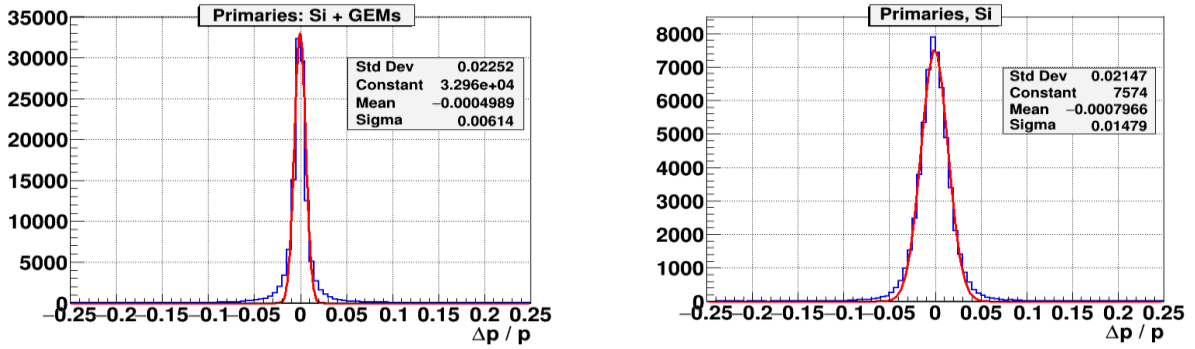 Primaries: Si + GEMs
35000
30000
25000
20000
15000
10000
5000
0
Std Dev 0.02252
Constant 3.296e+04
Mean −0.0004989
Sigma 0.00614
−0.25 −0.2 −0.15 −0.1 −0.05 0 0.05 0.1 0.15 0.2 0.25
Δp / p
Primaries, Si
8000
7000
6000
5000
4000
3000
2000
1000
0
Std Dev 0.02147
Constant 7574
Mean −0.0007966
Sigma 0.01479
−0.25 −0.2 −0.15 −0.1 −0.05 0 0.05 0.1 0.15 0.2 0.25
Δp / p